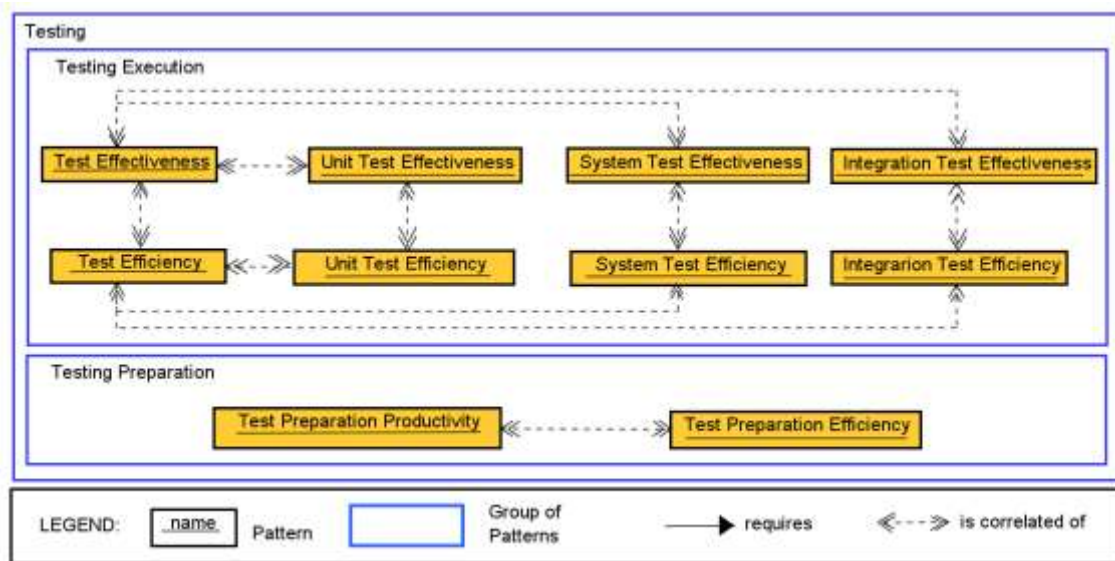 Testing
Testing Execution
Test Effectiveness
Unit Test Effectiveness
System Test Effectiveness
Integration Test Effectiveness
Test Efficiency
Unit Test Efficiency
System Test Efficiency
Integrarion Test Efficiency
Testing Preparation
Test Preparation Productivity
Test Preparation Efficiency
LEGEND:
name
Pattern
Group of
Patterns
requires
is correlated of